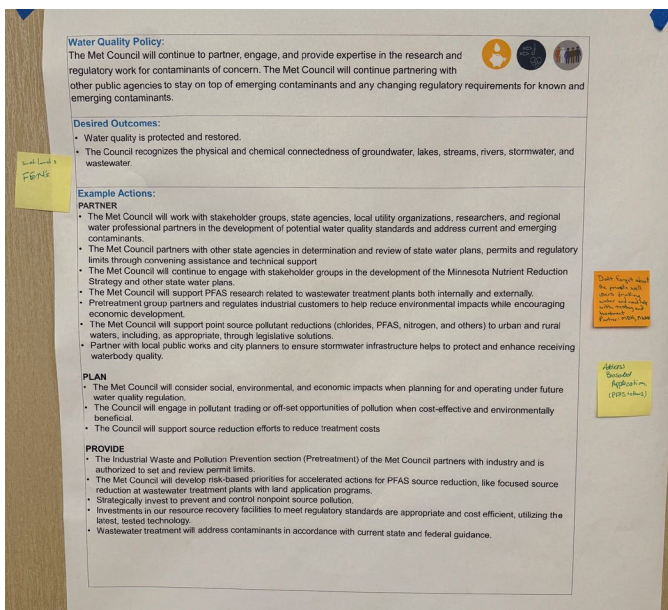 Water Quality Policy:
The Met Council will continue to partner, engage, and provide expertise in the research and
regulatory work for contaminants of concern. The Met Council will continue partnering with
other public agencies to stay on top of emerging contaminants and any changing regulatory requirements for known and
emerging contaminants.
Desired Outcomes:
• Water quality is protected and restored.
• The Council recognizes the physical and chemical connectedness of groundwater, lakes, streams, rivers, stormwater, and
wastewater.
wetlands
FENs
Example Actions:
PARTNER
• The Met Council will work with stakeholder groups, state agencies, local utility organizations, researchers, and regional
water professional partners in the development of potential water quality standards and address current and emerging
contaminants.
• The Met Council partners with other state agencies in determination and review of state water plans, permits and regulatory
limits through convening assistance and technical support
• The Met Council will continue to engage with stakeholder groups in the development of the Minnesota Nutrient Reduction
Strategy and other state water plans.
• The Met Council will support PFAS research related to wastewater treatment plants both internally and externally.
• Pretreatment group partners and regulates industrial customers to help reduce environmental impacts while encouraging
economic development.
• The Met Council will support point source pollutant reductions (chlorides, PFAS, nitrogen, and others) to urban and rural
waters, including, as appropriate, through legislative solutions.
• Partner with local public works and city planners to ensure stormwater infrastructure helps to protect and enhance receiving
waterbody quality.
Don't forget about
the private well
users drinking
water and
with testing and
treatment
Partner: MDH,
PLAN
• The Met Council will consider social, environmental, and economic impacts when planning for and operating under future
water quality regulation.
• The Council will engage in pollutant trading or off-set opportunities of pollution when cost-effective and environmentally
beneficial.
• The Council will support source reduction efforts to reduce treatment costs
Address
Biosolid
Application
(PFAS + others)
PROVIDE
• The Industrial Waste and Pollution Prevention section (Pretreatment) of the Met Council partners with industry and is
authorized to set and review permit limits.
• The Met Council will develop risk-based priorities for accelerated actions for PFAS source reduction, like focused source
reduction at wastewater treatment plants with land application programs.
• Strategically invest to prevent and control nonpoint source pollution.
• Investments in our resource recovery facilities to meet regulatory standards are appropriate and cost efficient, utilizing the
latest, tested technology.
• Wastewater treatment will address contaminants in accordance with current state and federal guidance.